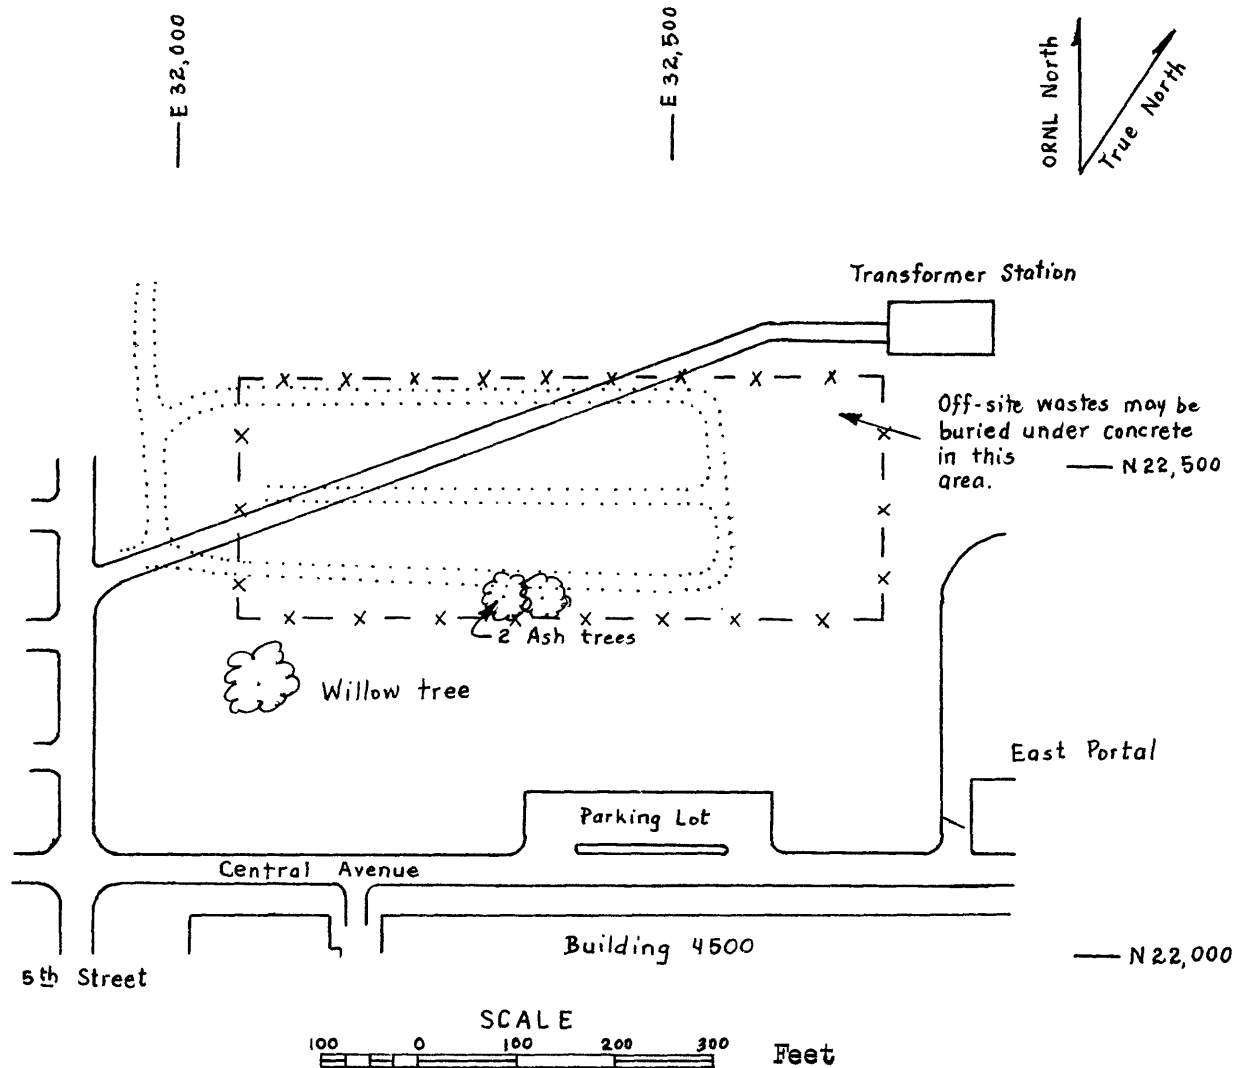 E 32,000
E 32,500
ORNL North
True North
Transformer Station
Off-site wastes may be
buried under concrete
in this
area.
N 22,500
2 Ash trees
Willow tree
East Portal
Parking Lot
Central Avenue
Building 4500
N 22,000
5th Street
SCALE
100 0 100 200 300 Feet